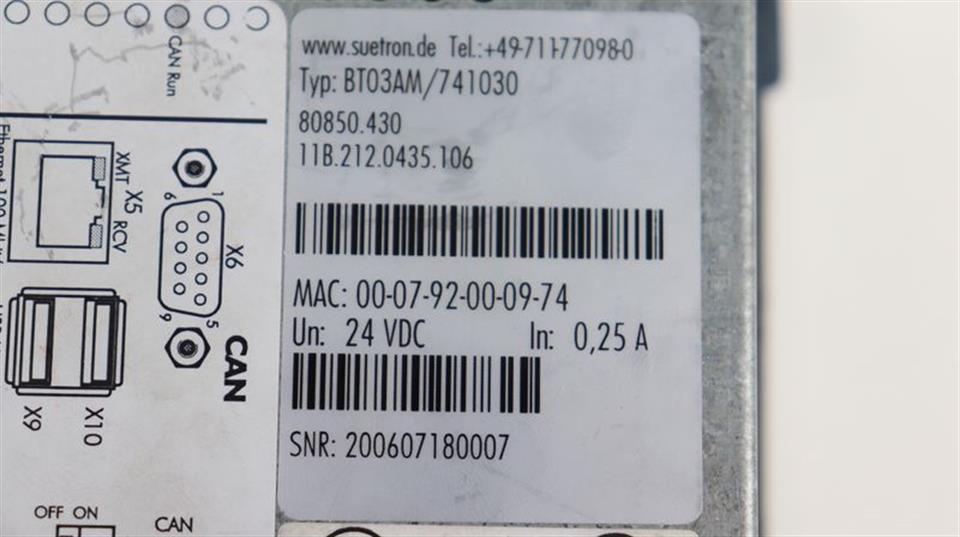 www.suetron.de Tel.:+49-711-77098-0
Typ: BT03AM/741030
80850.430
11B.212.0435.106
MAC: 00-07-92-00-09-74
Un: 24 VDC In: 0,25 A
SNR: 200607180007
CAN Run
XMT X5 RCV
1
6
X6
5
9
CAN
X9
X10
OFF ON
CAN